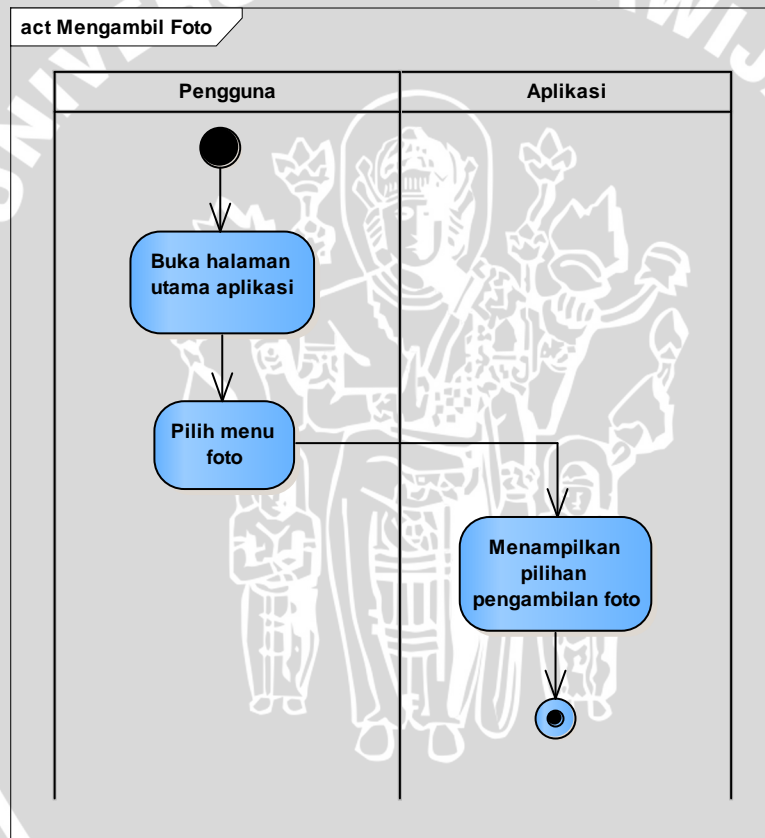 act Mengambil Foto
Pengguna
Aplikasi
Buka halaman
utama aplikasi
Pilih menu
foto
Menampilkan
pilihan
pengambilan foto